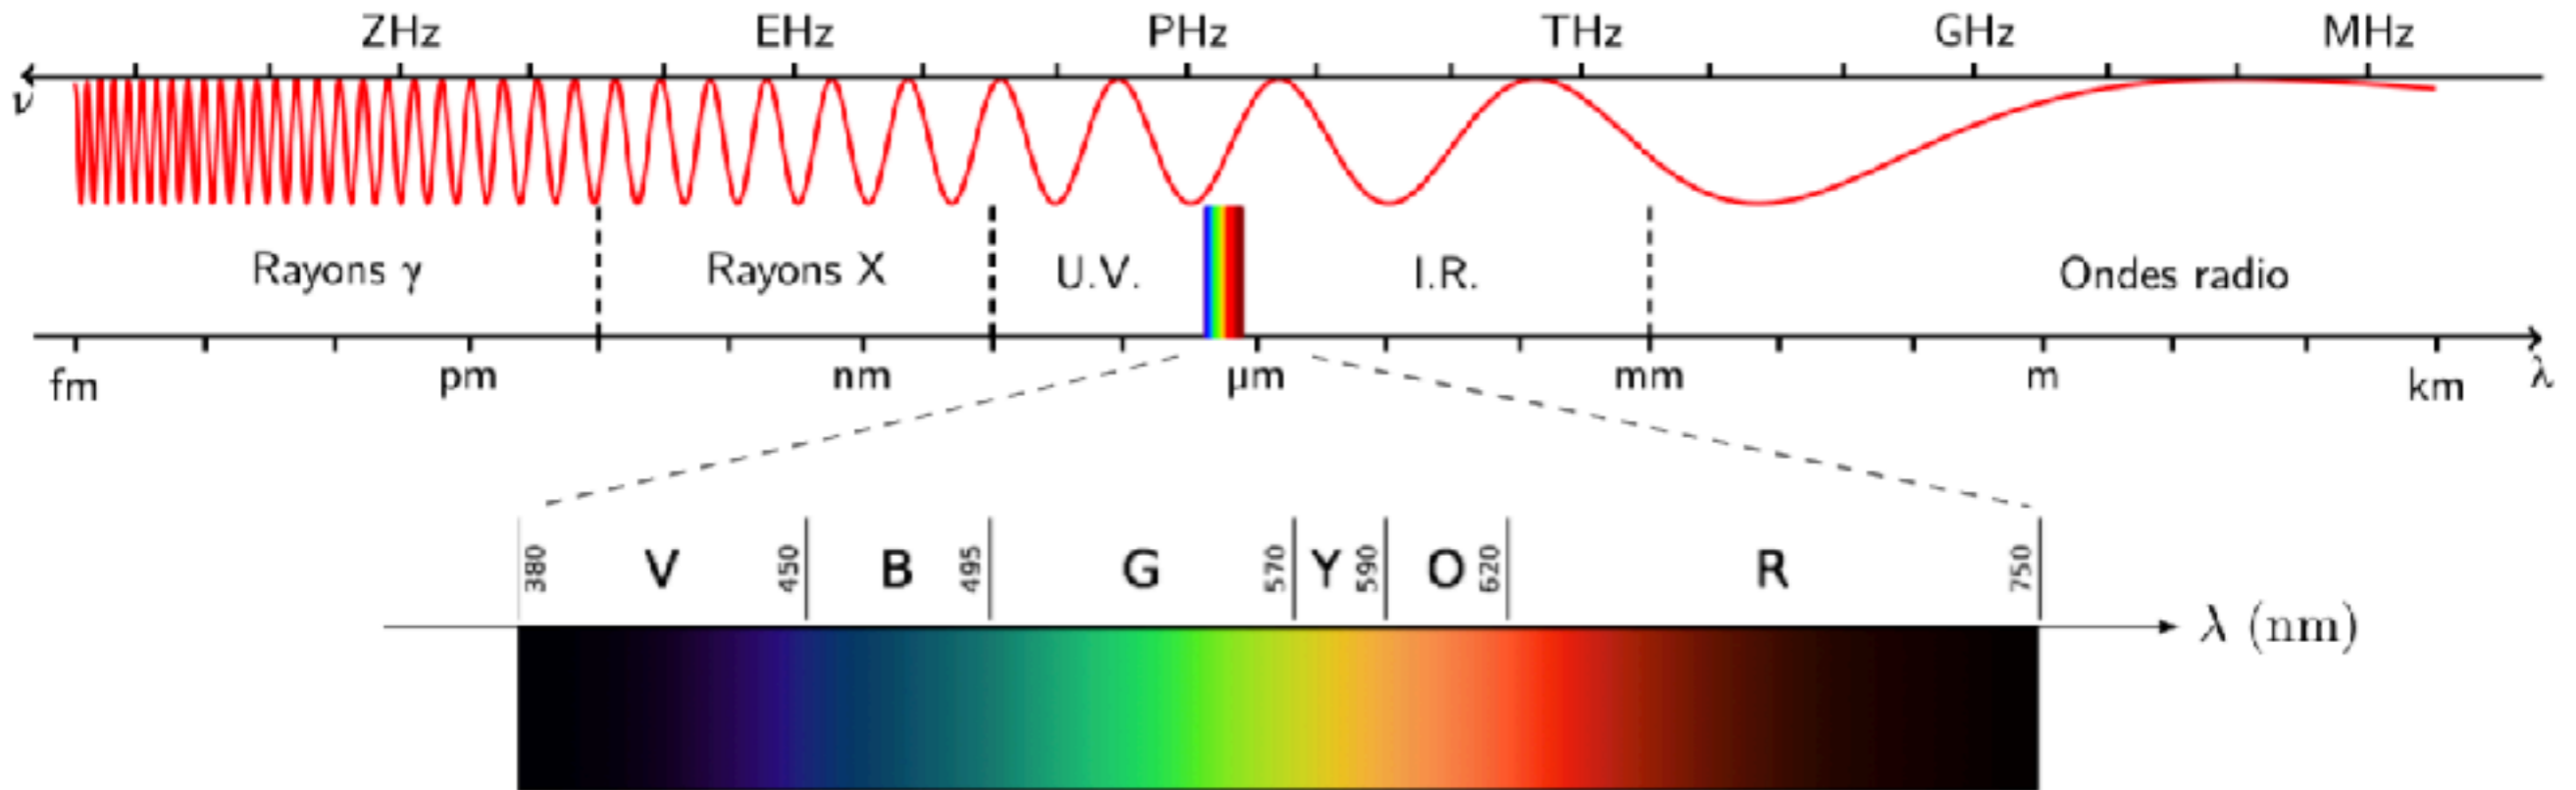 ZHz EHz PHz THz GHz MHz
ν
Rayons γ Rayons X U.V. I.R. Ondes radio
fm pm nm μm mm m km λ
380 V 450 B 495 G 570 Y 590 O 620 R 750
λ (nm)